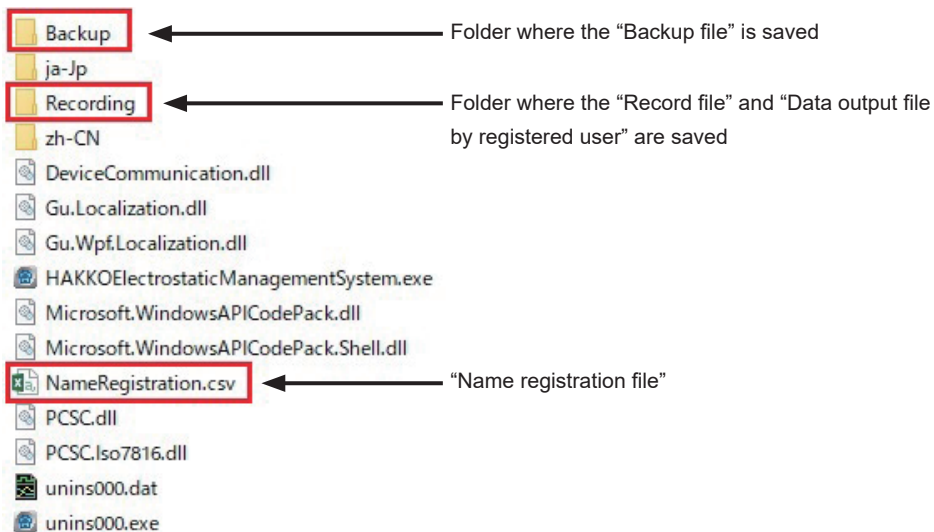 Backup
Folder where the “Backup file” is saved
ja-Jp
Recording
Folder where the “Record file” and “Data output file
by registered user” are saved
zh-CN
DeviceCommunication.dll
Gu.Localization.dll
Gu.Wpf.Localization.dll
HAKKOElectrostaticManagementSystem.exe
Microsoft.WindowsAPICodePack.dll
Microsoft.WindowsAPICodePack.Shell.dll
NameRegistration.csv
“Name registration file”
PCSC.dll
PCSC.Iso7816.dll
unins000.dat
unins000.exe